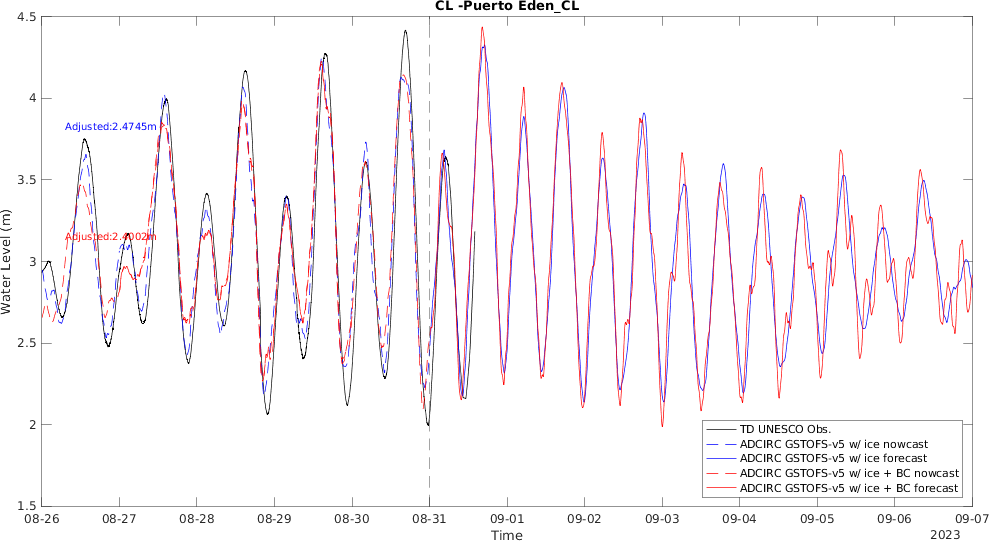 CL -Puerto Eden_CL
4.5
4
3.5
3
2.5
2
1.5
Water Level (m)
Adjusted:2.4745m
Adjusted:2.4002m
TD UNESCO Obs.
ADCIRC GSTOFS-v5 w/ ice nowcast
ADCIRC GSTOFS-v5 w/ ice forecast
ADCIRC GSTOFS-v5 w/ ice + BC nowcast
ADCIRC GSTOFS-v5 w/ ice + BC forecast
08-26 08-27 08-28 08-29 08-30 08-31 09-01 09-02 09-03 09-04 09-05 09-06 09-07
Time 2023